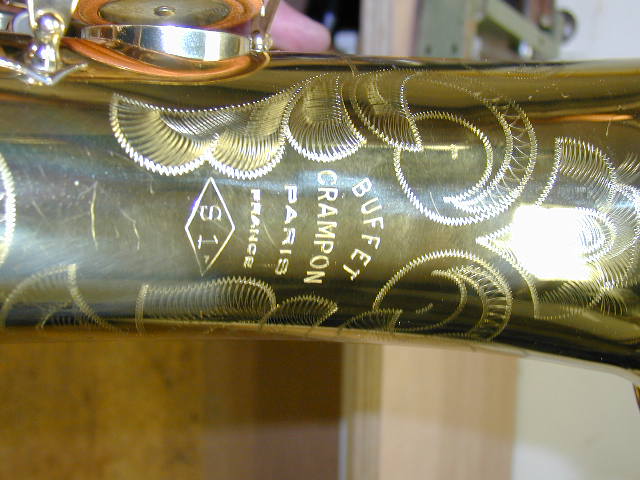 BUFFET
CRAMPON
PARIS
FRANCE
S1
A